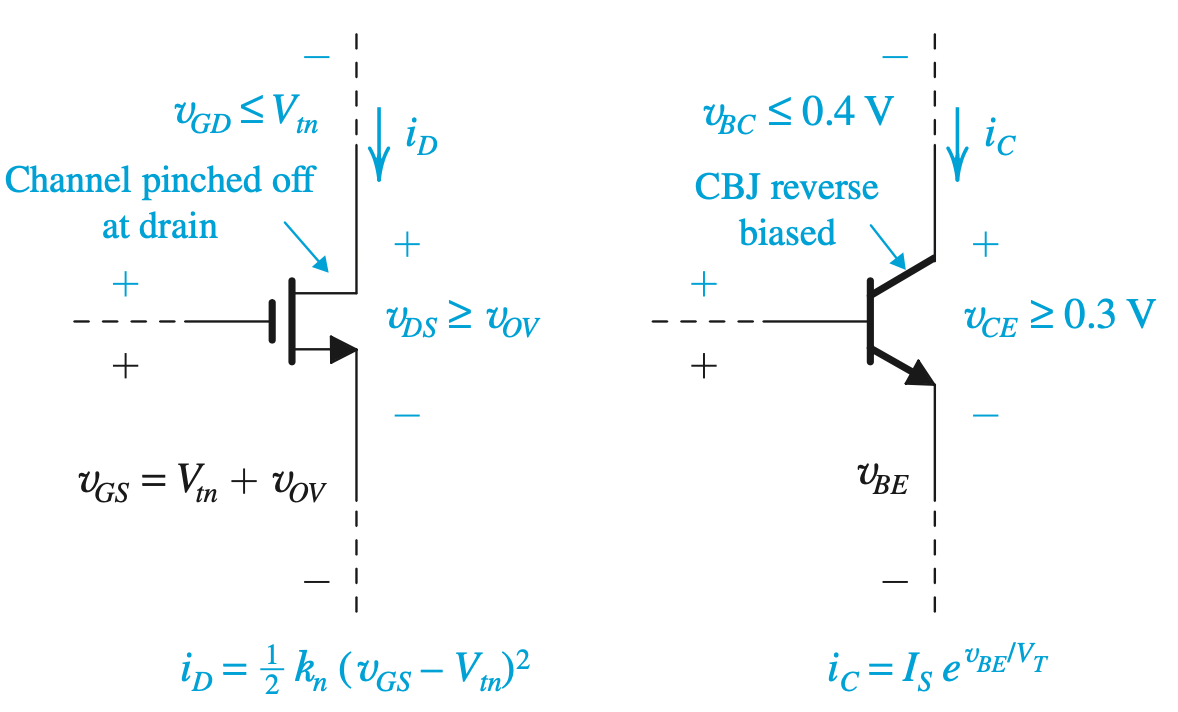 −
v_GD ≤ V_tn
i_D
Channel pinched off
at drain
+
+
v_DS ≥ v_OV
+
−
v_GS = V_tn + v_OV
−
i_D = ½ k_n (v_GS − V_tn)²
−
v_BC ≤ 0.4 V
i_C
CBJ reverse
biased
+
+
v_CE ≥ 0.3 V
+
−
v_BE
−
i_C = I_S e^{v_BE/V_T}